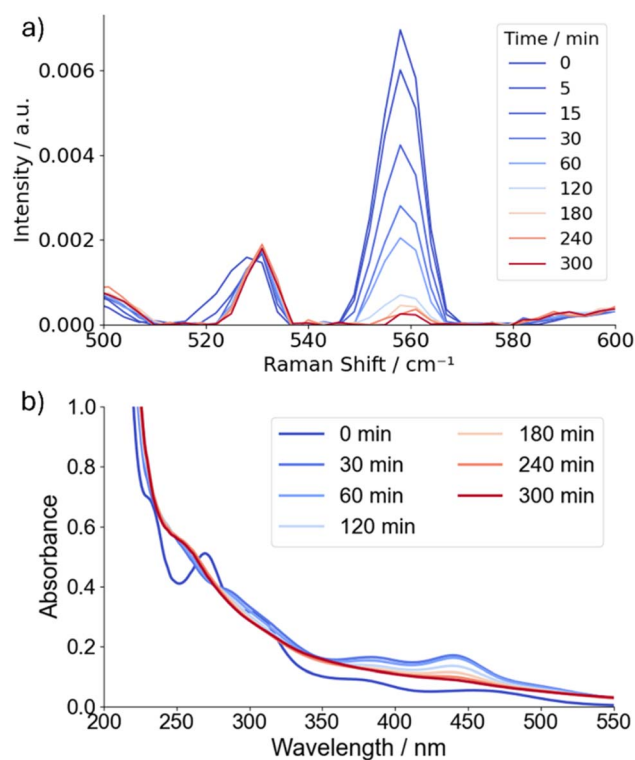 a)
Intensity / a.u.
0.006
0.004
0.002
0.000
500
520
540
560
580
600
Raman Shift / cm⁻¹
Time / min
0
5
15
30
60
120
180
240
300
b)
Absorbance
1.0
0.8
0.6
0.4
0.2
0.0
200
250
300
350
400
450
500
550
Wavelength / nm
0 min
30 min
60 min
120 min
180 min
240 min
300 min